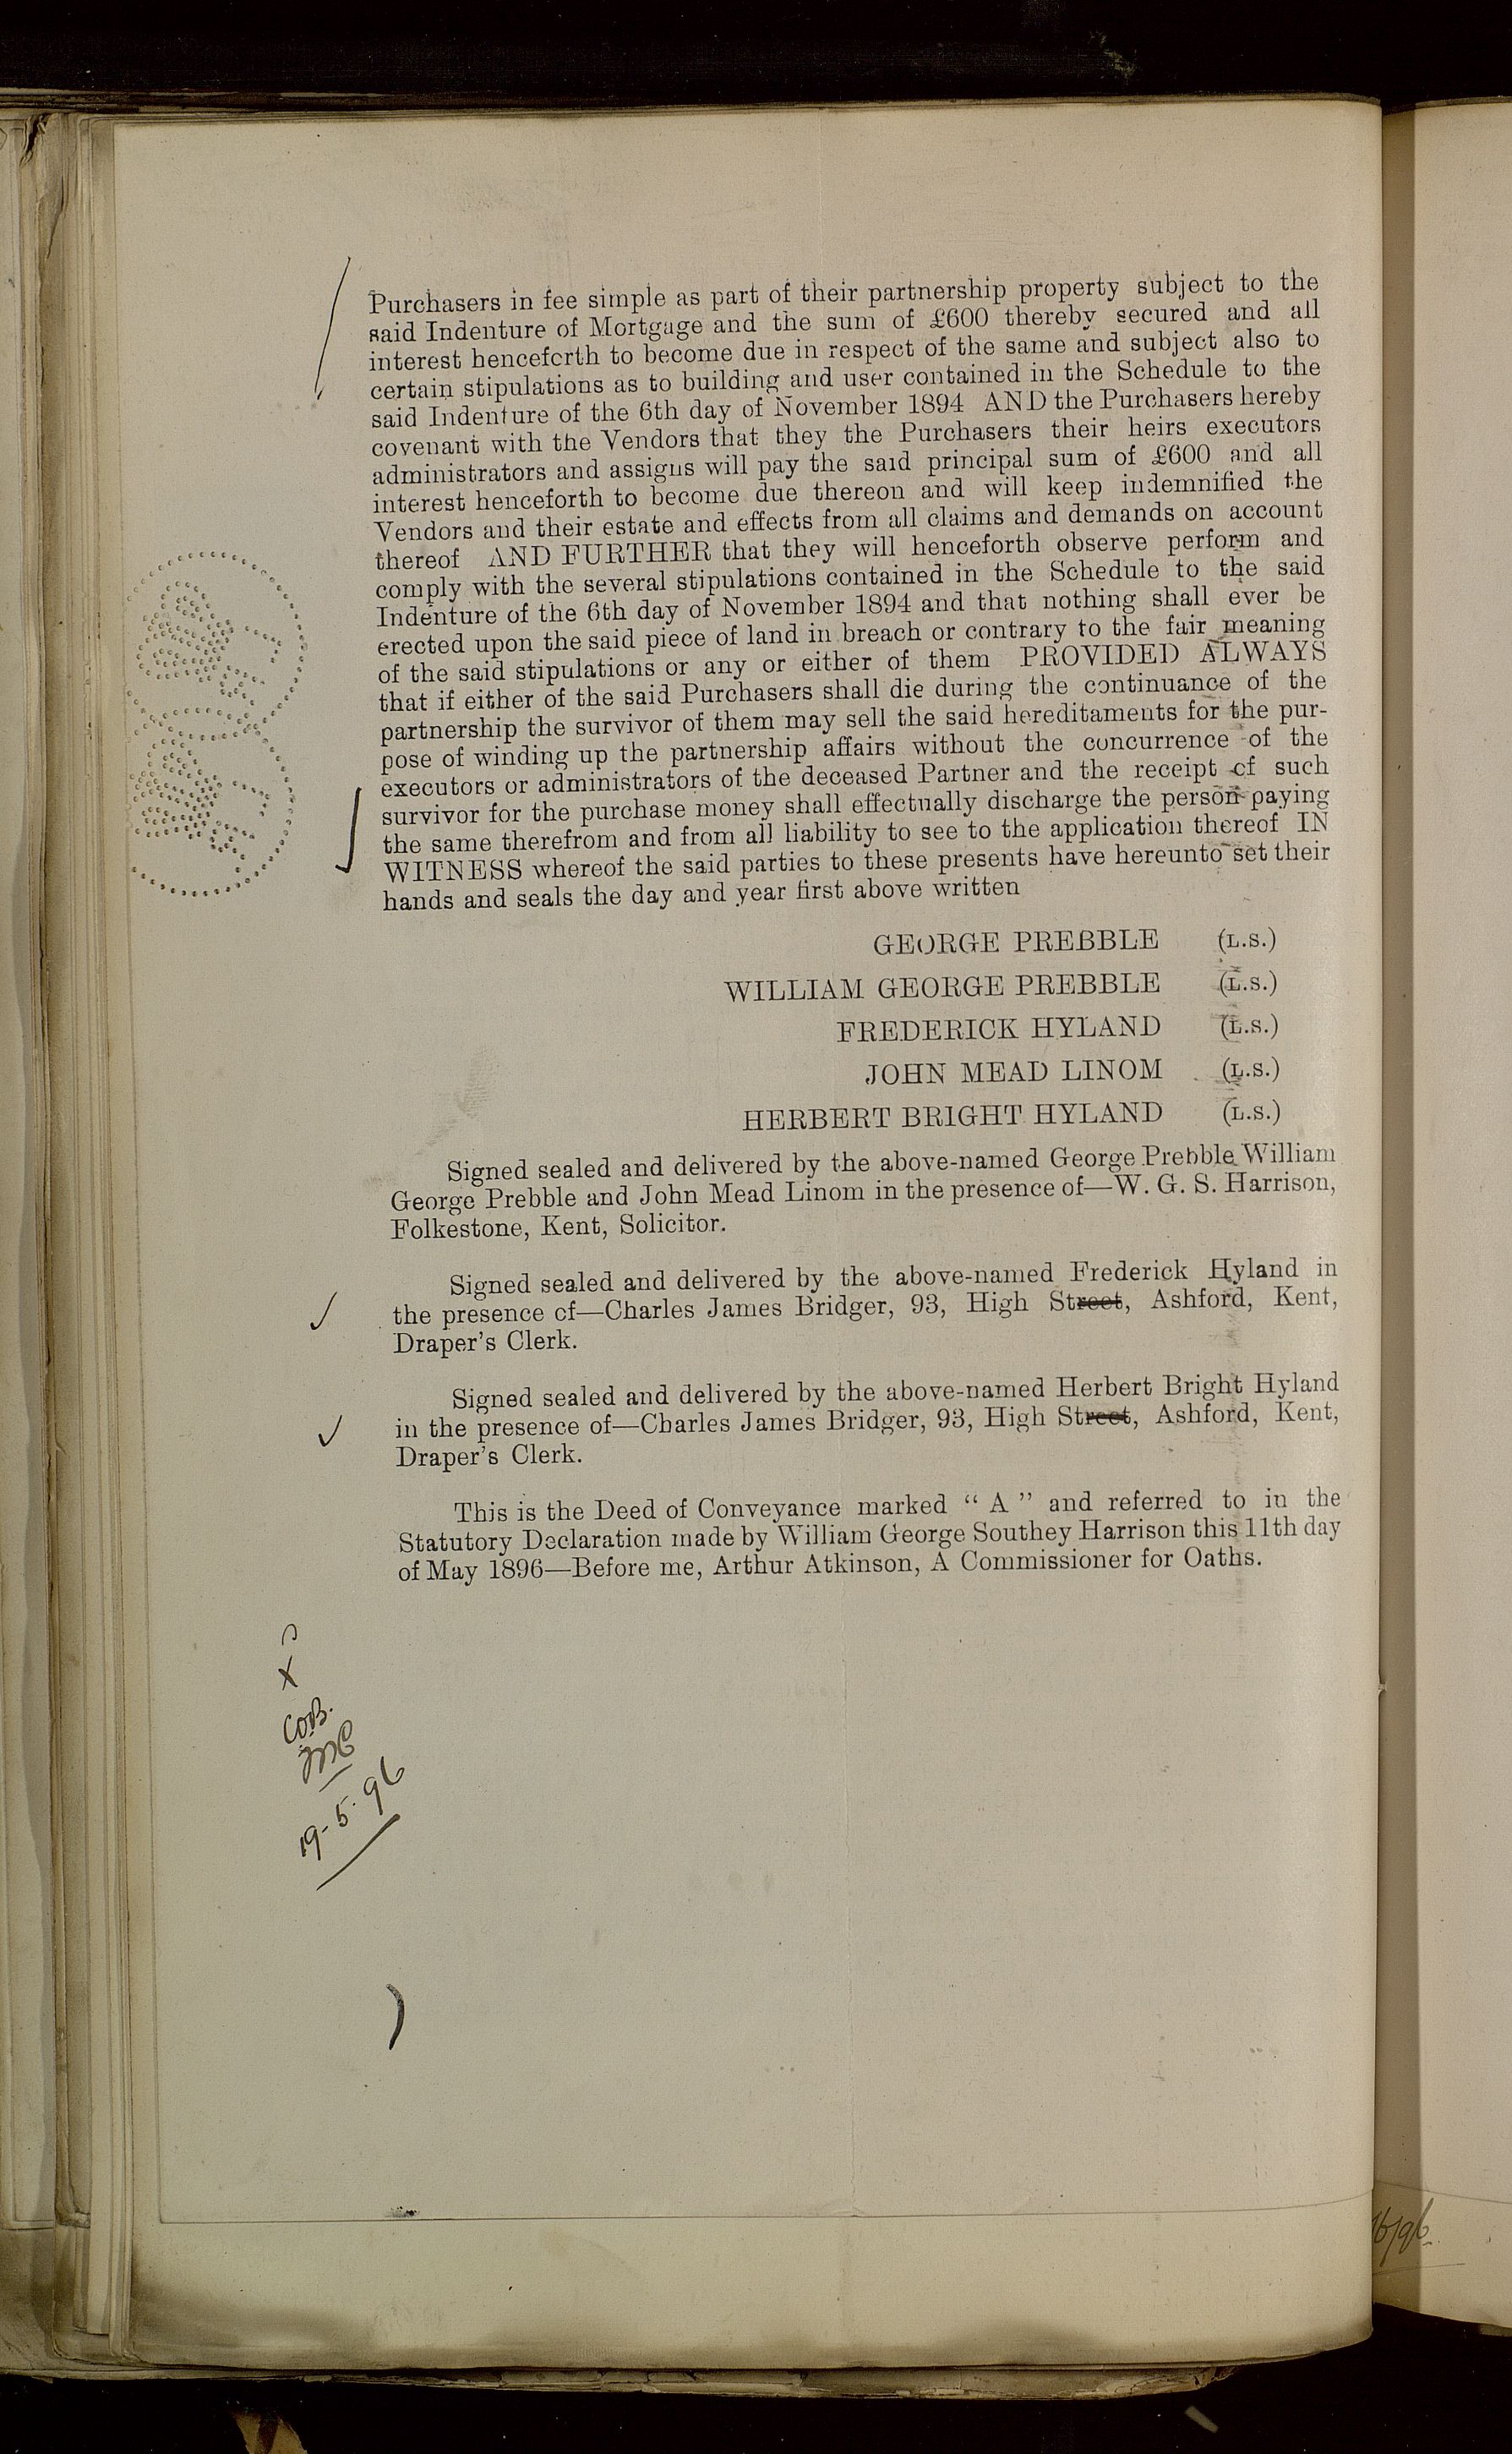 Purchasers in fee simple as part of their partnership property subject to the
said Indenture of Mortgage and the sum of £600 thereby secured and all
interest henceforth to become due in respect of the same and subject also to
certain stipulations as to building and user contained in the Schedule to the
said Indenture of the 6th day of November 1894 AND the Purchasers hereby
covenant with the Vendors that they the Purchasers their heirs executors
administrators and assigns will pay the said principal sum of £600 and all
interest henceforth to become due thereon and will keep indemnified the
Vendors and their estate and effects from all claims and demands on account
thereof AND FURTHER that they will henceforth observe perform and
comply with the several stipulations contained in the Schedule to the said
Indenture of the 6th day of November 1894 and that nothing shall ever be
erected upon the said piece of land in breach or contrary to the fair meaning
of the said stipulations or any or either of them PROVIDED ALWAYS
that if either of the said Purchasers shall die during the continuance of the
partnership the survivor of them may sell the said hereditaments for the pur-
pose of winding up the partnership affairs without the concurrence of the
executors or administrators of the deceased Partner and the receipt of such
survivor for the purchase money shall effectually discharge the person paying
the same therefrom and from all liability to see to the application thereof IN
WITNESS whereof the said parties to these presents have hereunto set their
hands and seals the day and year first above written
GEORGE PREBBLE (L.S.)
WILLIAM GEORGE PREBBLE (L.S.)
FREDERICK HYLAND (L.S.)
JOHN MEAD LINOM (L.S.)
HERBERT BRIGHT HYLAND (L.S.)
Signed sealed and delivered by the above-named George Prebble William
George Prebble and John Mead Linom in the presence of—W. G. S. Harrison,
Folkestone, Kent, Solicitor.
Signed sealed and delivered by the above-named Frederick Hyland in
the presence of—Charles James Bridger, 93, High Street, Ashford, Kent,
Draper's Clerk.
Signed sealed and delivered by the above-named Herbert Bright Hyland
in the presence of—Charles James Bridger, 93, High Street, Ashford, Kent,
Draper's Clerk.
This is the Deed of Conveyance marked “ A ” and referred to in the
Statutory Declaration made by William George Southey Harrison this 11th day
of May 1896—Before me, Arthur Atkinson, A Commissioner for Oaths.
x
19-5-96